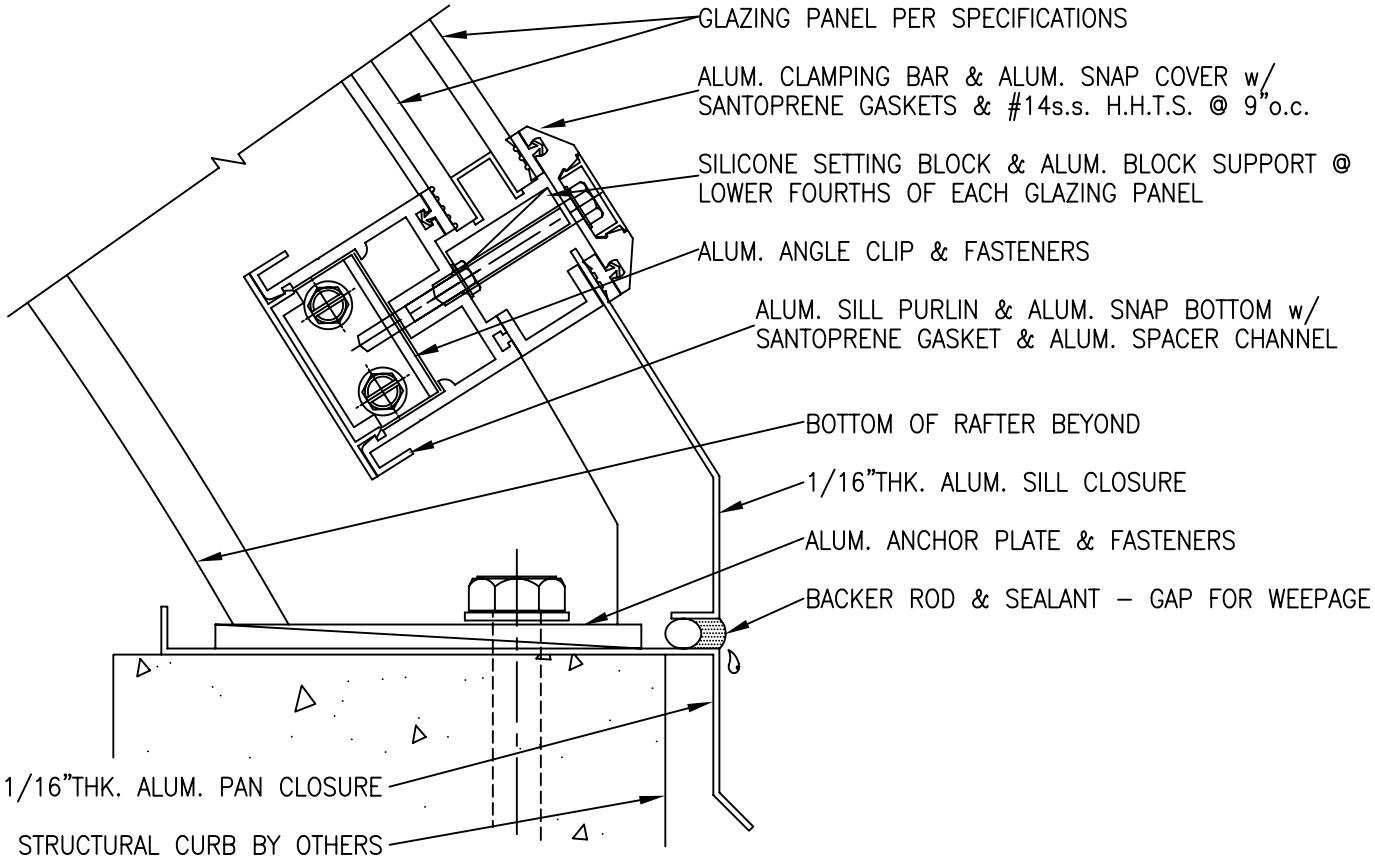 GLAZING PANEL PER SPECIFICATIONS
ALUM. CLAMPING BAR & ALUM. SNAP COVER w/
SANTOPRENE GASKETS & #14s.s. H.H.T.S. @ 9"o.c.
SILICONE SETTING BLOCK & ALUM. BLOCK SUPPORT @
LOWER FOURTHS OF EACH GLAZING PANEL
ALUM. ANGLE CLIP & FASTENERS
ALUM. SILL PURLIN & ALUM. SNAP BOTTOM w/
SANTOPRENE GASKET & ALUM. SPACER CHANNEL
BOTTOM OF RAFTER BEYOND
1/16"THK. ALUM. SILL CLOSURE
ALUM. ANCHOR PLATE & FASTENERS
BACKER ROD & SEALANT – GAP FOR WEEPAGE
1/16"THK. ALUM. PAN CLOSURE
STRUCTURAL CURB BY OTHERS